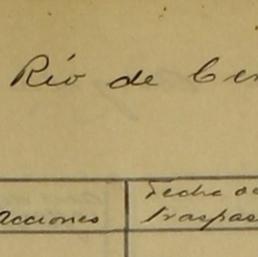 Río de
Fecha de
Acciones Traspaso